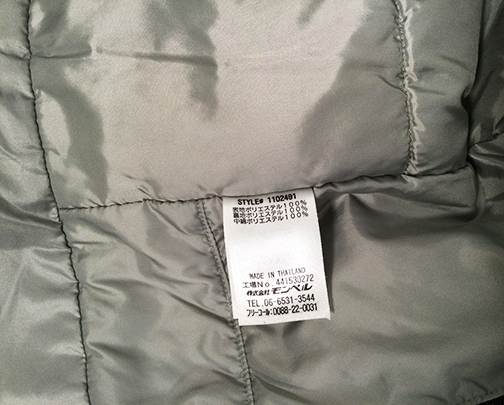 STYLE# 1102491
表地ポリエステル100%
裏地ポリエステル100%
中綿ポリエステル100%
MADE IN THAILAND
工場No.441530272
株式会社モンベル
TEL.06-6531-3544
フリーコール:0088-22-0031